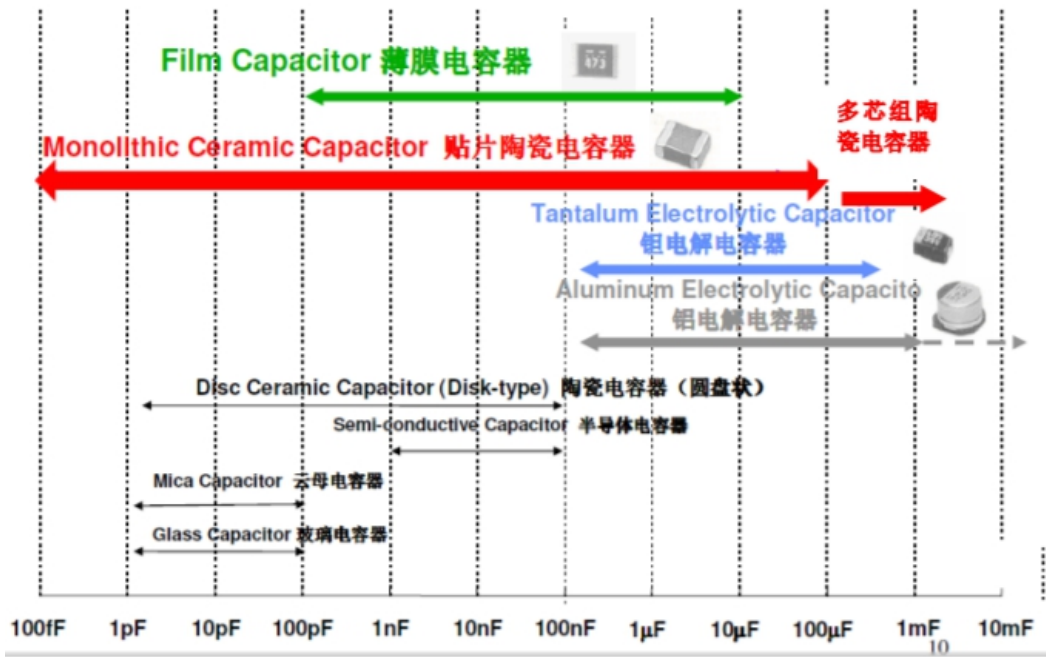 Film Capacitor 薄膜电容器
473
多芯组陶
瓷电容器
Monolithic Ceramic Capacitor 贴片陶瓷电容器
Tantalum Electrolytic Capacitor
钽电解电容器
Aluminum Electrolytic Capacito
铝电解电容器
Disc Ceramic Capacitor (Disk-type) 陶瓷电容器（圆盘状）
Semi-conductive Capacitor 半导体电容器
Mica Capacitor 云母电容器
Glass Capacitor 玻璃电容器
100fF 1pF 10pF 100pF 1nF 10nF 100nF 1µF 10µF 100µF 1mF 10mF
10